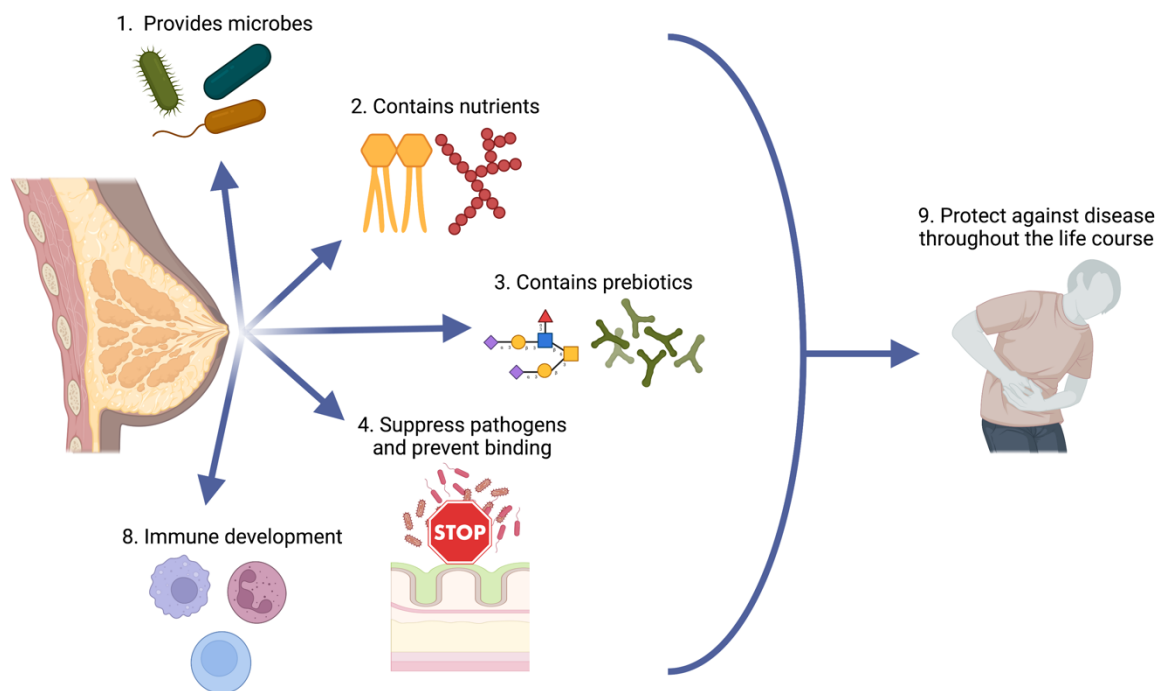 1. Provides microbes
2. Contains nutrients
3. Contains prebiotics
4. Suppress pathogens
and prevent binding
STOP
8. Immune development
9. Protect against disease
throughout the life course